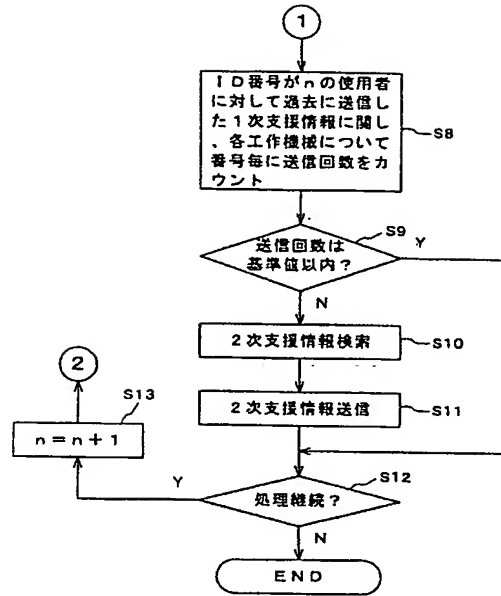 1
ID番号がnの使用者
に対して過去に送信し
た1次支援情報に関し
、各工作機械について
番号毎に送信回数をカ
ウント
S8
送信回数は
基準値以内？
S9
Y
N
2次支援情報検索
S10
2次支援情報送信
S11
処理継続？
S12
Y
n＝n＋1
S13
2
N
END